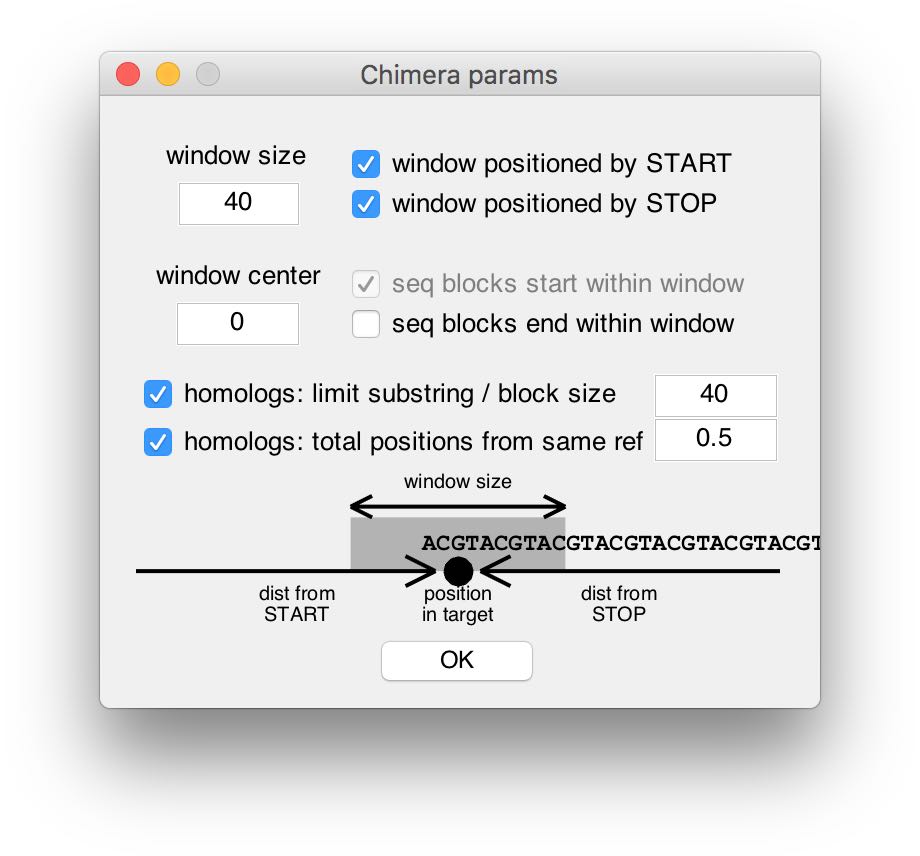 Chimera params
window size
40
window positioned by START
window positioned by STOP
window center
0
seq blocks start within window
seq blocks end within window
homologs: limit substring / block size
40
homologs: total positions from same ref
0.5
window size
ACGTACGTACGTACGTACGTACGTACGT
dist from
START
position
in target
dist from
STOP
OK